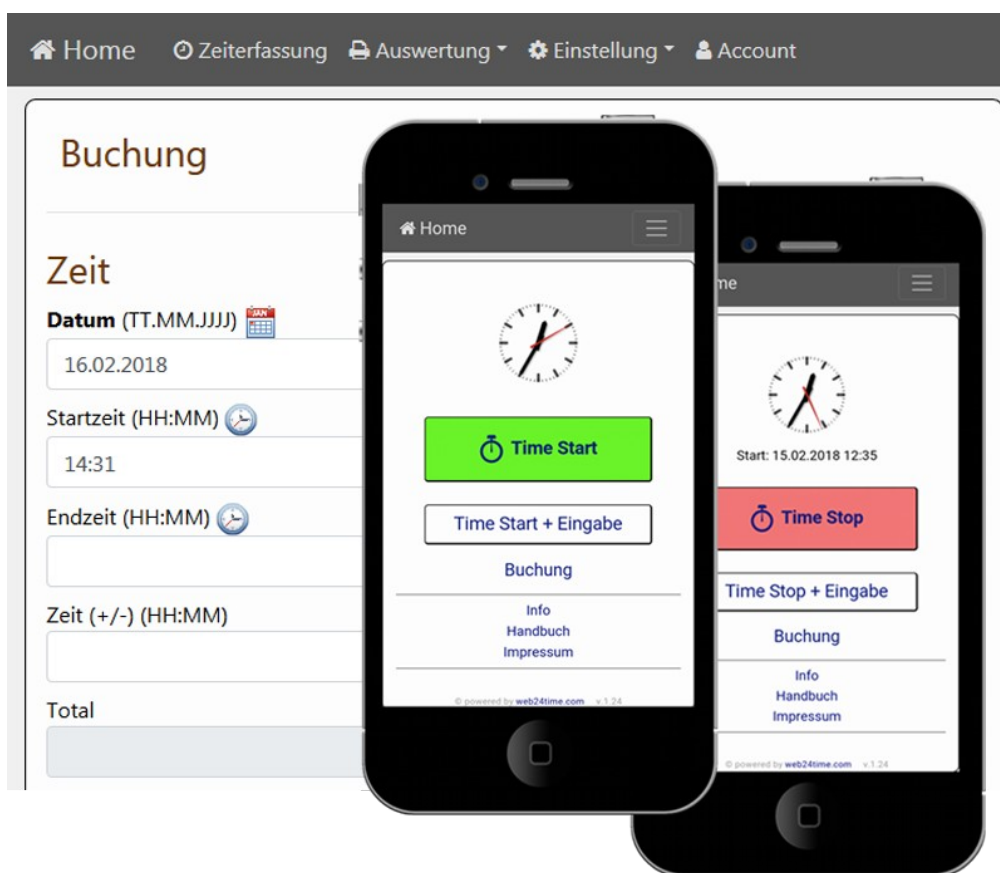 Home Zeiterfassung Auswertung Einstellung Account
Buchung
Zeit
Datum (TT.MM.JJJJ)
JAN
16.02.2018
Startzeit (HH:MM)
14:31
Endzeit (HH:MM)
Zeit (+/-) (HH:MM)
Total
Home
Time Start
Time Start + Eingabe
Buchung
Info
Handbuch
Impressum
© powered by web24time.com v.1.24
me
Start: 15.02.2018 12:35
Time Stop
Time Stop + Eingabe
Buchung
Info
Handbuch
Impressum
© powered by web24time.com v.1.24